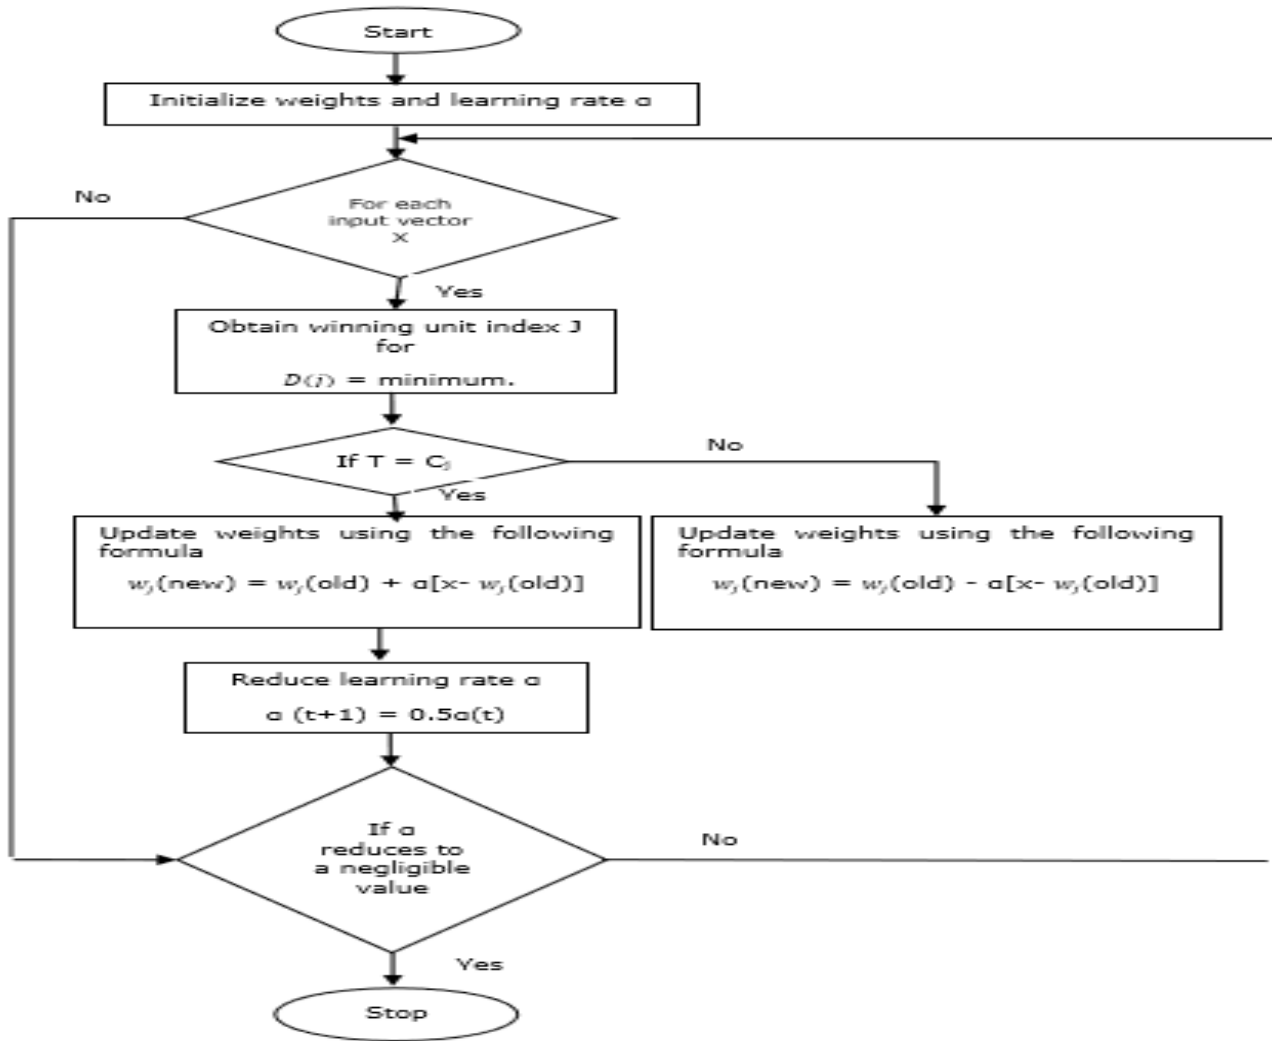 Start
Initialize weights and learning rate α
No
For each
input vector
X
Yes
Obtain winning unit index J
for
D(j) = minimum.
If T = Cⱼ
No
Yes
Update weights using the following
formula
wⱼ(new) = wⱼ(old) + α[x- wⱼ(old)]
Update weights using the following
formula
wⱼ(new) = wⱼ(old) - α[x- wⱼ(old)]
Reduce learning rate α
α (t+1) = 0.5α(t)
If α
reduces to
a negligible
value
No
Yes
Stop